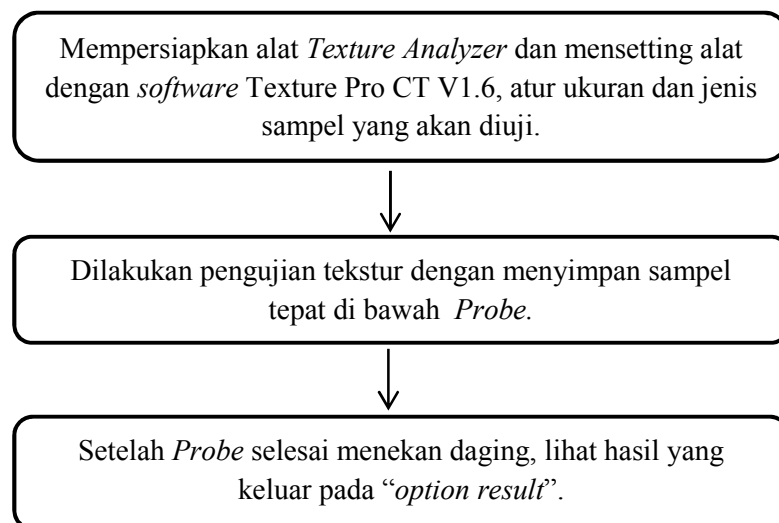 Mempersiapkan alat Texture Analyzer dan mensetting alat
dengan software Texture Pro CT V1.6, atur ukuran dan jenis
sampel yang akan diuji.
Dilakukan pengujian tekstur dengan menyimpan sampel
tepat di bawah Probe.
Setelah Probe selesai menekan daging, lihat hasil yang
keluar pada “option result”.